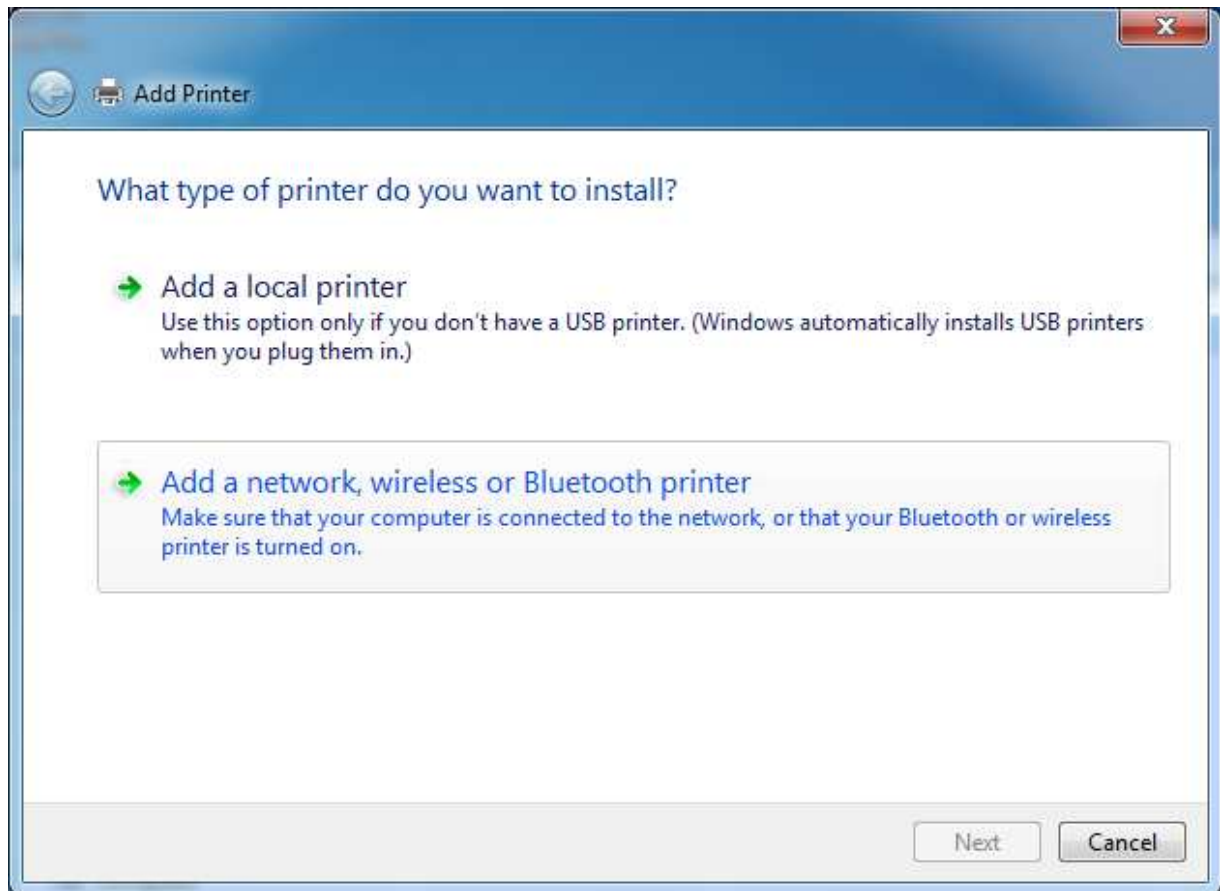 Add Printer
What type of printer do you want to install?
Add a local printer
Use this option only if you don't have a USB printer. (Windows automatically installs USB printers
when you plug them in.)
Add a network, wireless or Bluetooth printer
Make sure that your computer is connected to the network, or that your Bluetooth or wireless
printer is turned on.
Next
Cancel